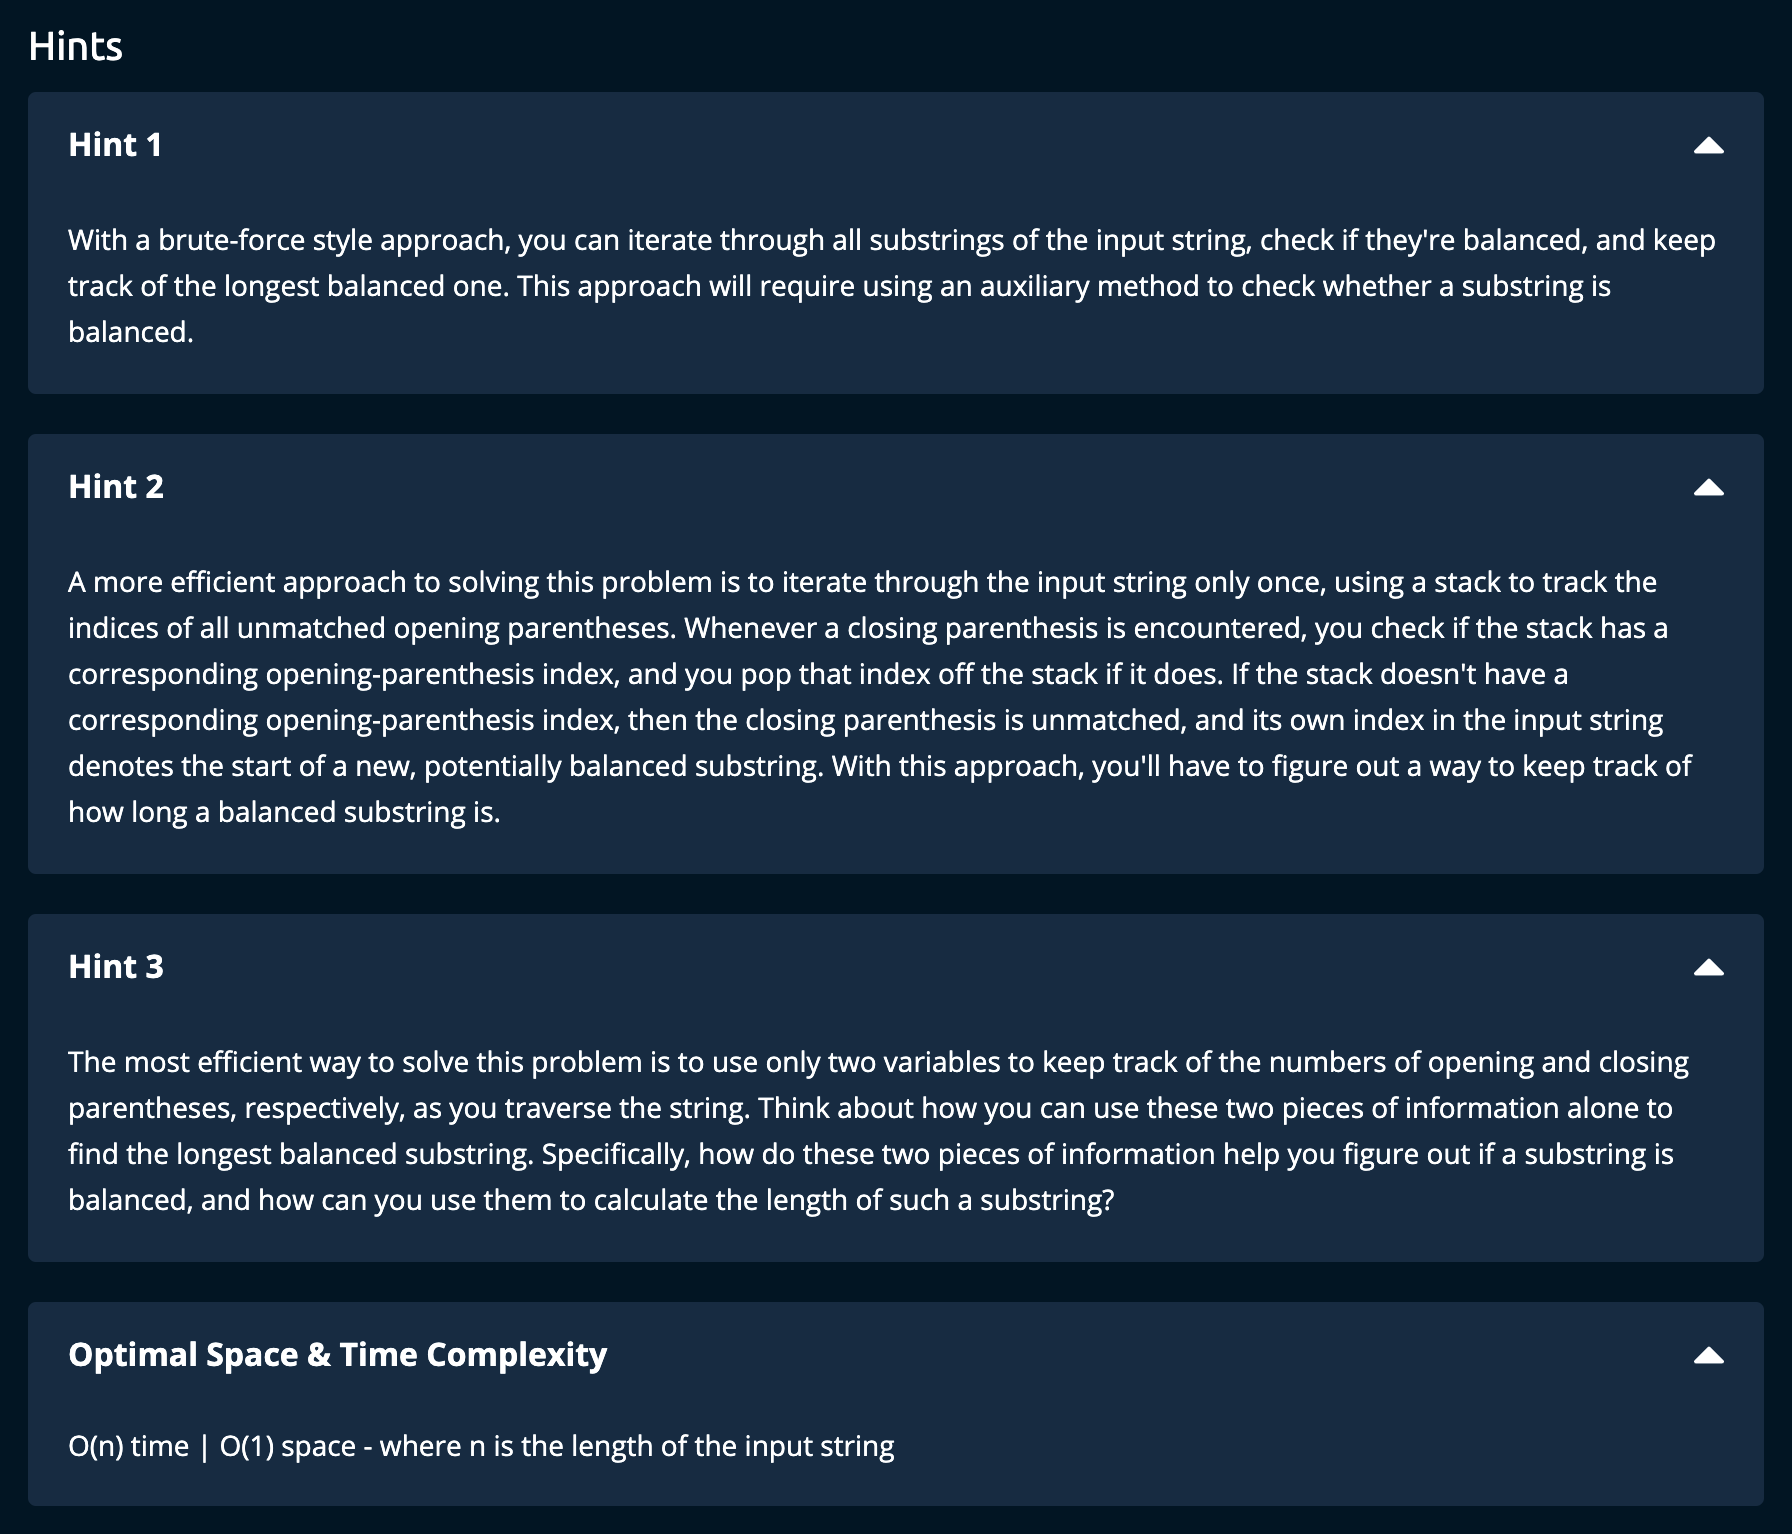 Hints
Hint 1
With a brute-force style approach, you can iterate through all substrings of the input string, check if they're balanced, and keep
track of the longest balanced one. This approach will require using an auxiliary method to check whether a substring is
balanced.
Hint 2
A more efficient approach to solving this problem is to iterate through the input string only once, using a stack to track the
indices of all unmatched opening parentheses. Whenever a closing parenthesis is encountered, you check if the stack has a
corresponding opening-parenthesis index, and you pop that index off the stack if it does. If the stack doesn't have a
corresponding opening-parenthesis index, then the closing parenthesis is unmatched, and its own index in the input string
denotes the start of a new, potentially balanced substring. With this approach, you'll have to figure out a way to keep track of
how long a balanced substring is.
Hint 3
The most efficient way to solve this problem is to use only two variables to keep track of the numbers of opening and closing
parentheses, respectively, as you traverse the string. Think about how you can use these two pieces of information alone to
find the longest balanced substring. Specifically, how do these two pieces of information help you figure out if a substring is
balanced, and how can you use them to calculate the length of such a substring?
Optimal Space & Time Complexity
O(n) time | O(1) space - where n is the length of the input string